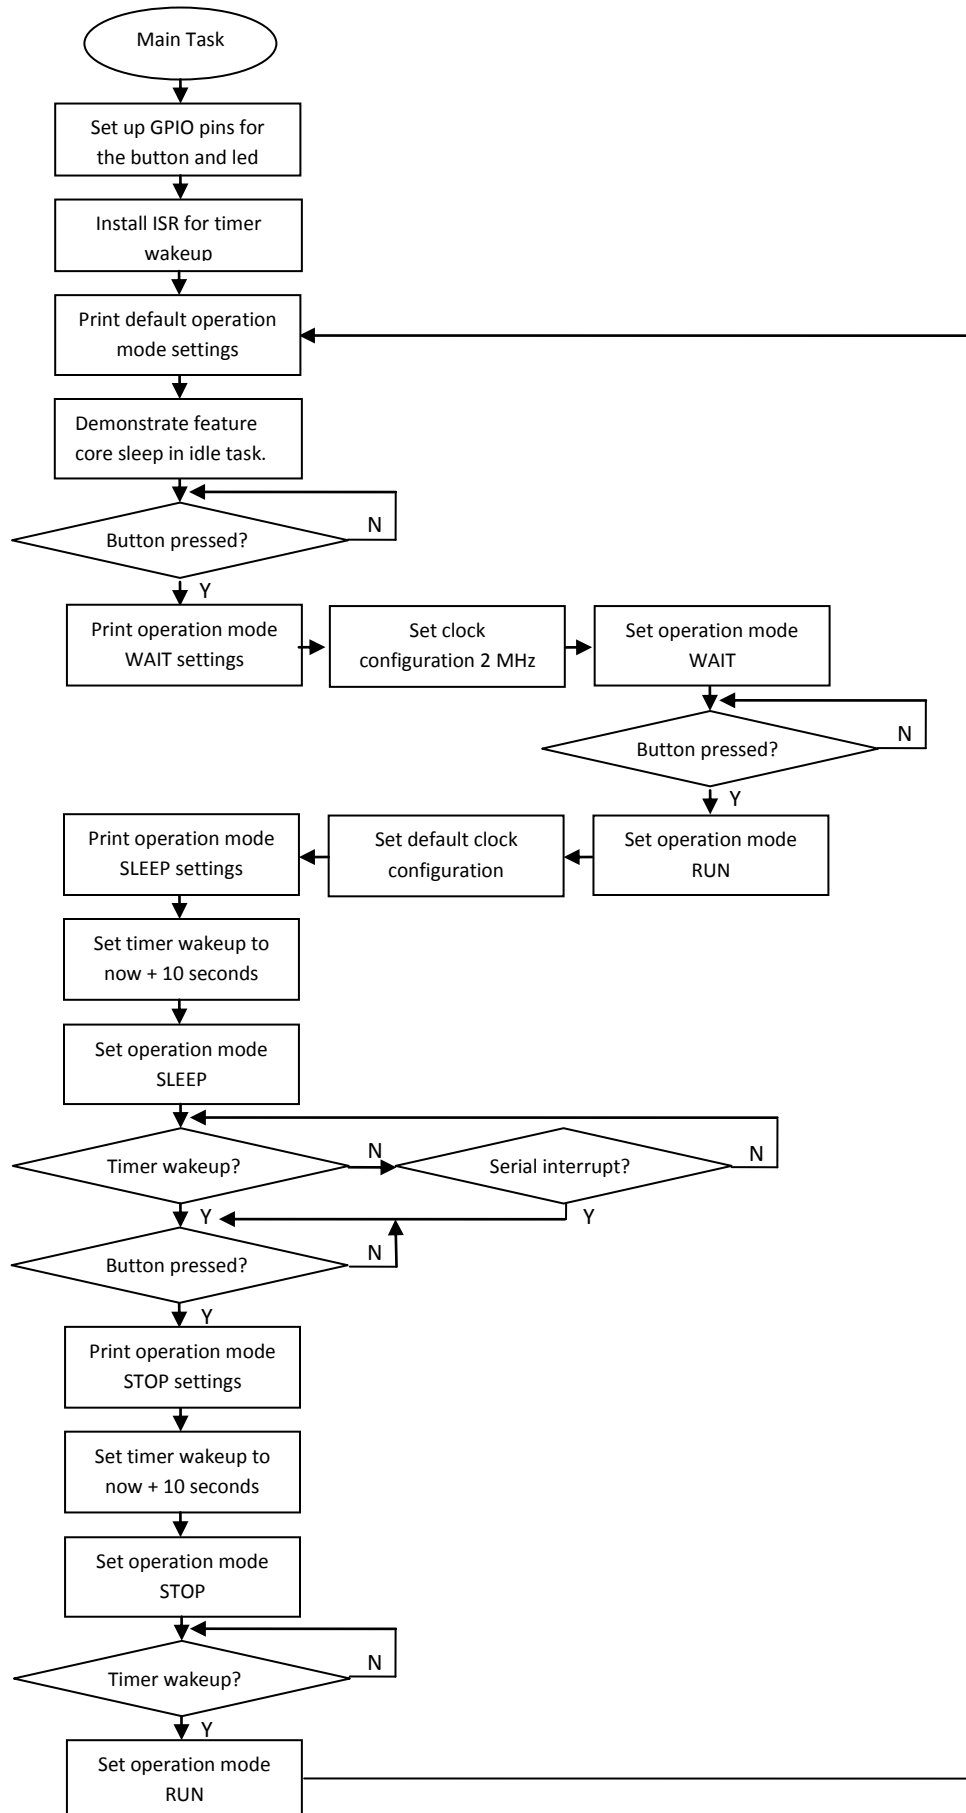 Main Task
Set up GPIO pins for
the button and led
Install ISR for timer
wakeup
Print default operation
mode settings
Demonstrate feature
core sleep in idle task.
Button pressed?
N
Y
Print operation mode
WAIT settings
Set clock
configuration 2 MHz
Set operation mode
WAIT
Button pressed?
N
Y
Set operation mode
RUN
Set default clock
configuration
Print operation mode
SLEEP settings
Set timer wakeup to
now + 10 seconds
Set operation mode
SLEEP
Timer wakeup?
N
Serial interrupt?
N
Y
Y
Button pressed?
N
Y
Print operation mode
STOP settings
Set timer wakeup to
now + 10 seconds
Set operation mode
STOP
Timer wakeup?
N
Y
Set operation mode
RUN